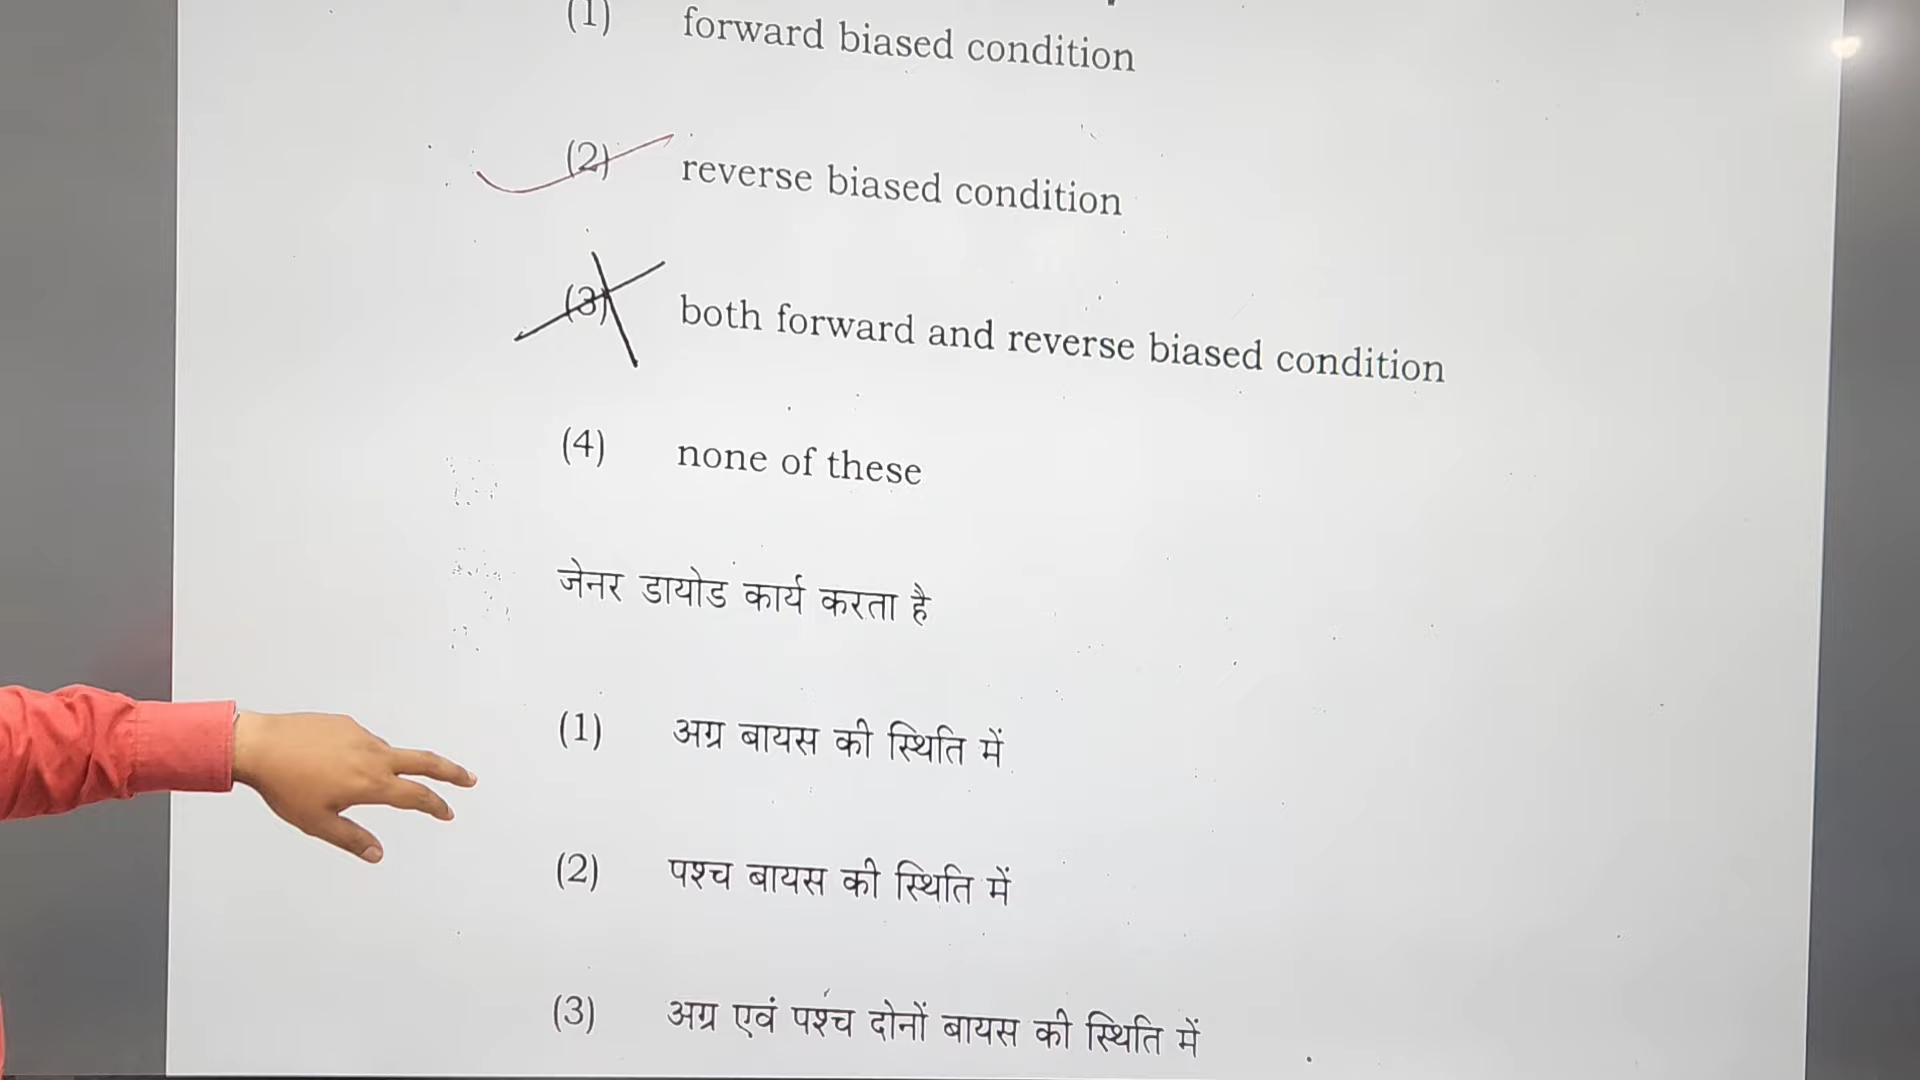 (1) forward biased condition
(2) reverse biased condition
(3) both forward and reverse biased condition
(4) none of these
जेनर डायोड कार्य करता है
(1) अग्र बायस की स्थिति में
(2) पश्च बायस की स्थिति में
(3) अग्र एवं पश्च दोनों बायस की स्थिति में